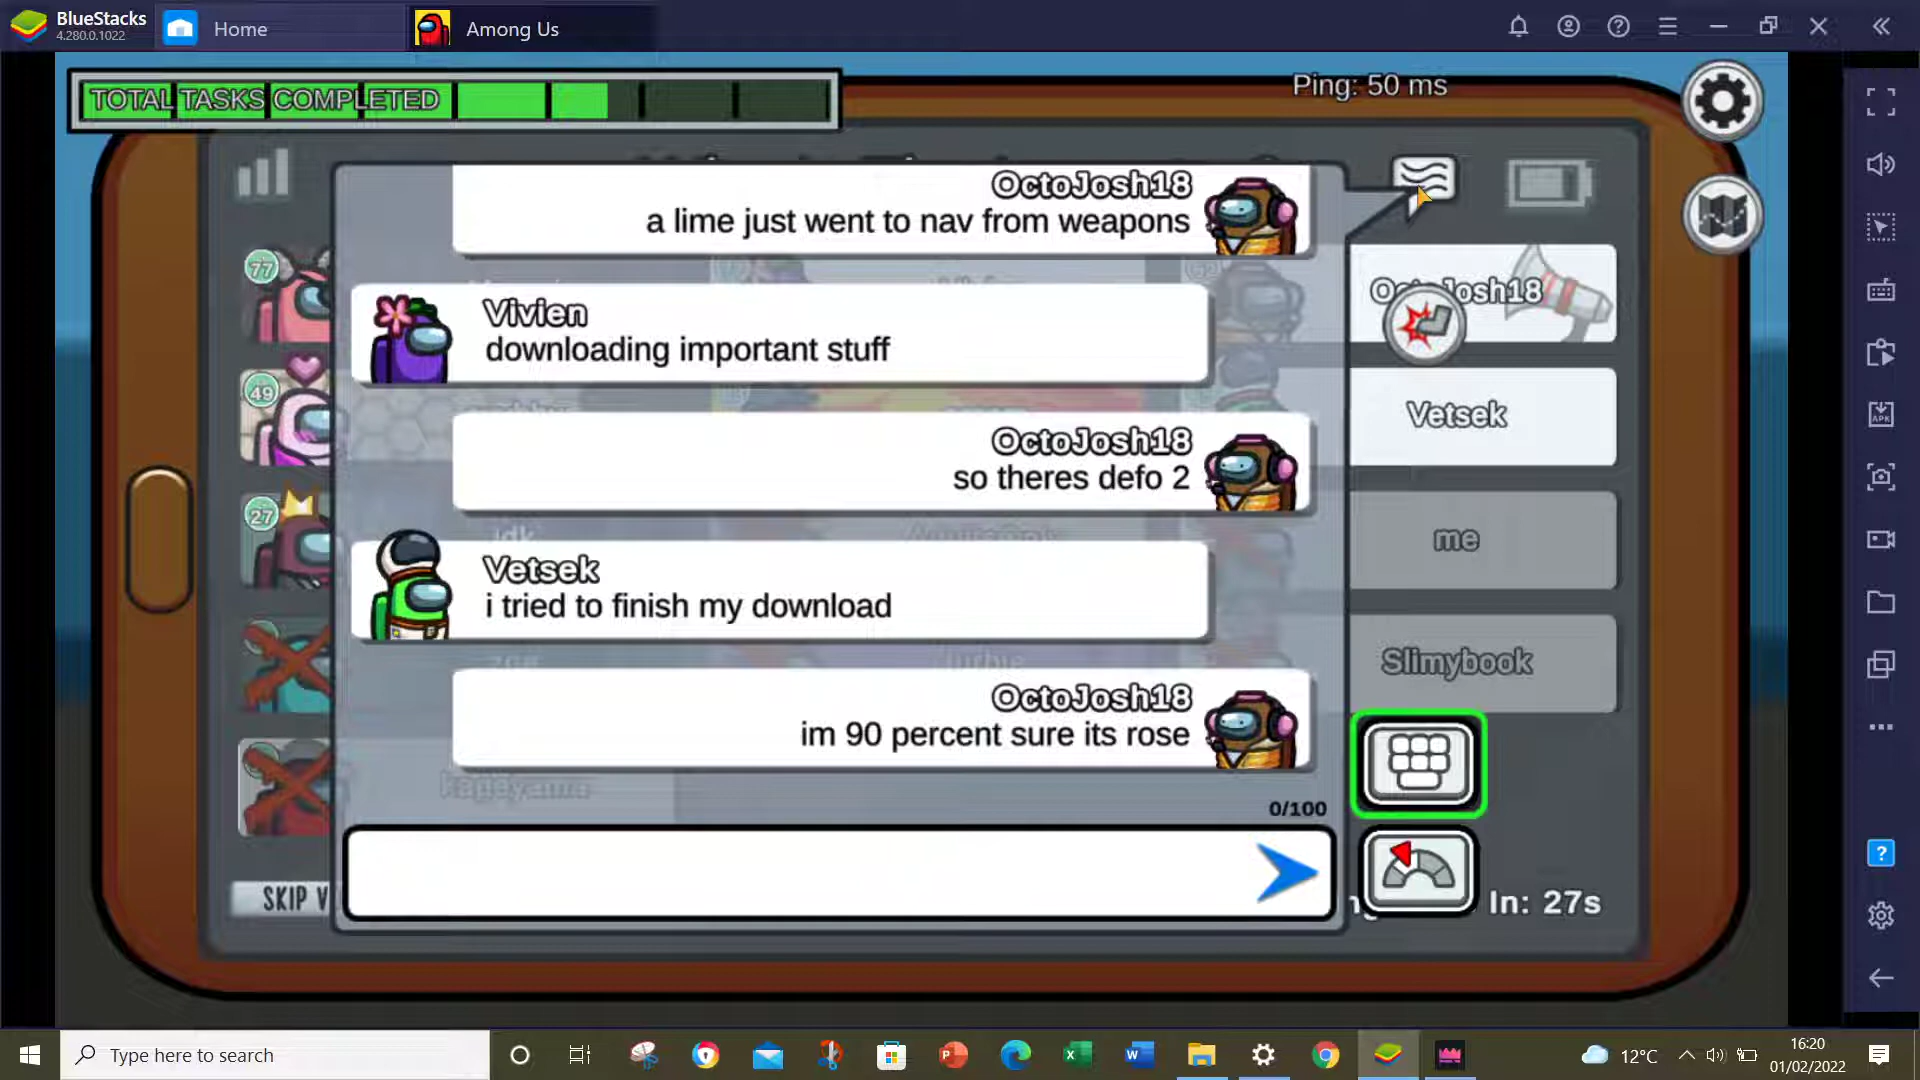 BlueStacks
4.280.0.1022
Home
Among Us
TOTAL TASKS COMPLETED
Ping: 50 ms
OctoJosh18
a lime just went to nav from weapons
77
OctoJosh18
Vivien
downloading important stuff
49
Vetsek
OctoJosh18
so theres defo 2
27
me
Vetsek
i tried to finish my download
Slimybook
OctoJosh18
im 90 percent sure its rose
kageyama
0/100
SKIP V
In: 27s
Type here to search
12°C
16:20
01/02/2022